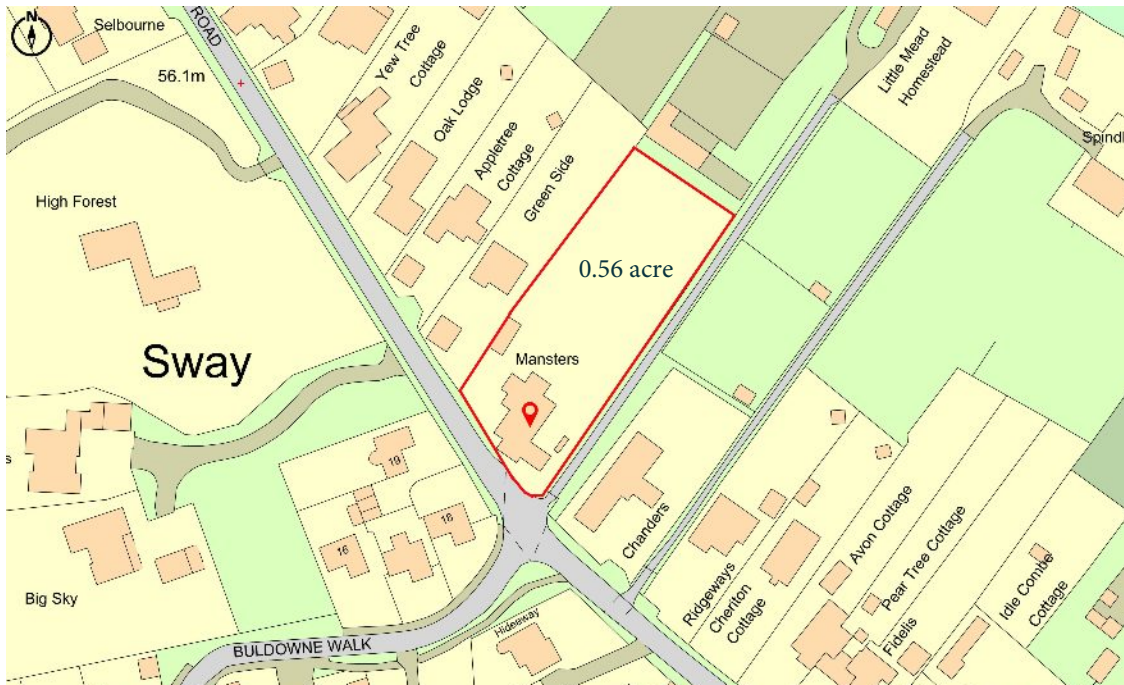 N
Selbourne
ROAD
56.1m
Yew Tree
Cottage
Oak Lodge
Appletree
Cottage
Green Side
Little Mead
Homestead
High Forest
0.56 acre
Mansters
Sway
19
16
16
Chanders
Ridgeways
Cheriton
Cottage
Avon Cottage
Pear Tree Cottage
Fidelis
Idle Combe
Cottage
Big Sky
Hideaway
BULDOWNE WALK